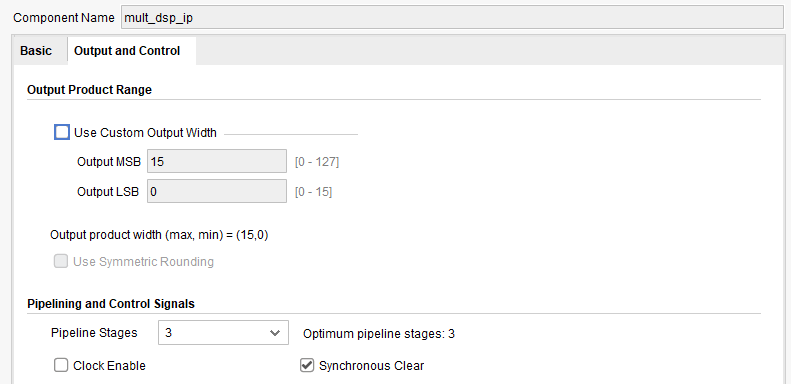 Component Name mult_dsp_ip
Basic Output and Control
Output Product Range
Use Custom Output Width
Output MSB 15 [0 - 127]
Output LSB 0 [0 - 15]
Output product width (max, min) = (15,0)
Use Symmetric Rounding
Pipelining and Control Signals
Pipeline Stages 3 Optimum pipeline stages: 3
Clock Enable Synchronous Clear